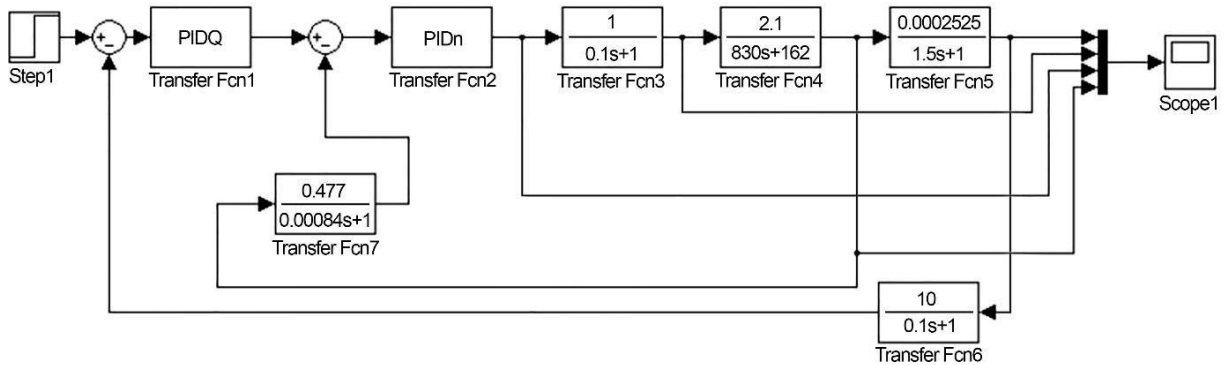 Step1
+
−
PIDQ
Transfer Fcn1
+
−
PIDn
Transfer Fcn2
1
0.1s+1
Transfer Fcn3
2.1
830s+162
Transfer Fcn4
0.0002525
1.5s+1
Transfer Fcn5
Scope1
0.477
0.00084s+1
Transfer Fcn7
10
0.1s+1
Transfer Fcn6